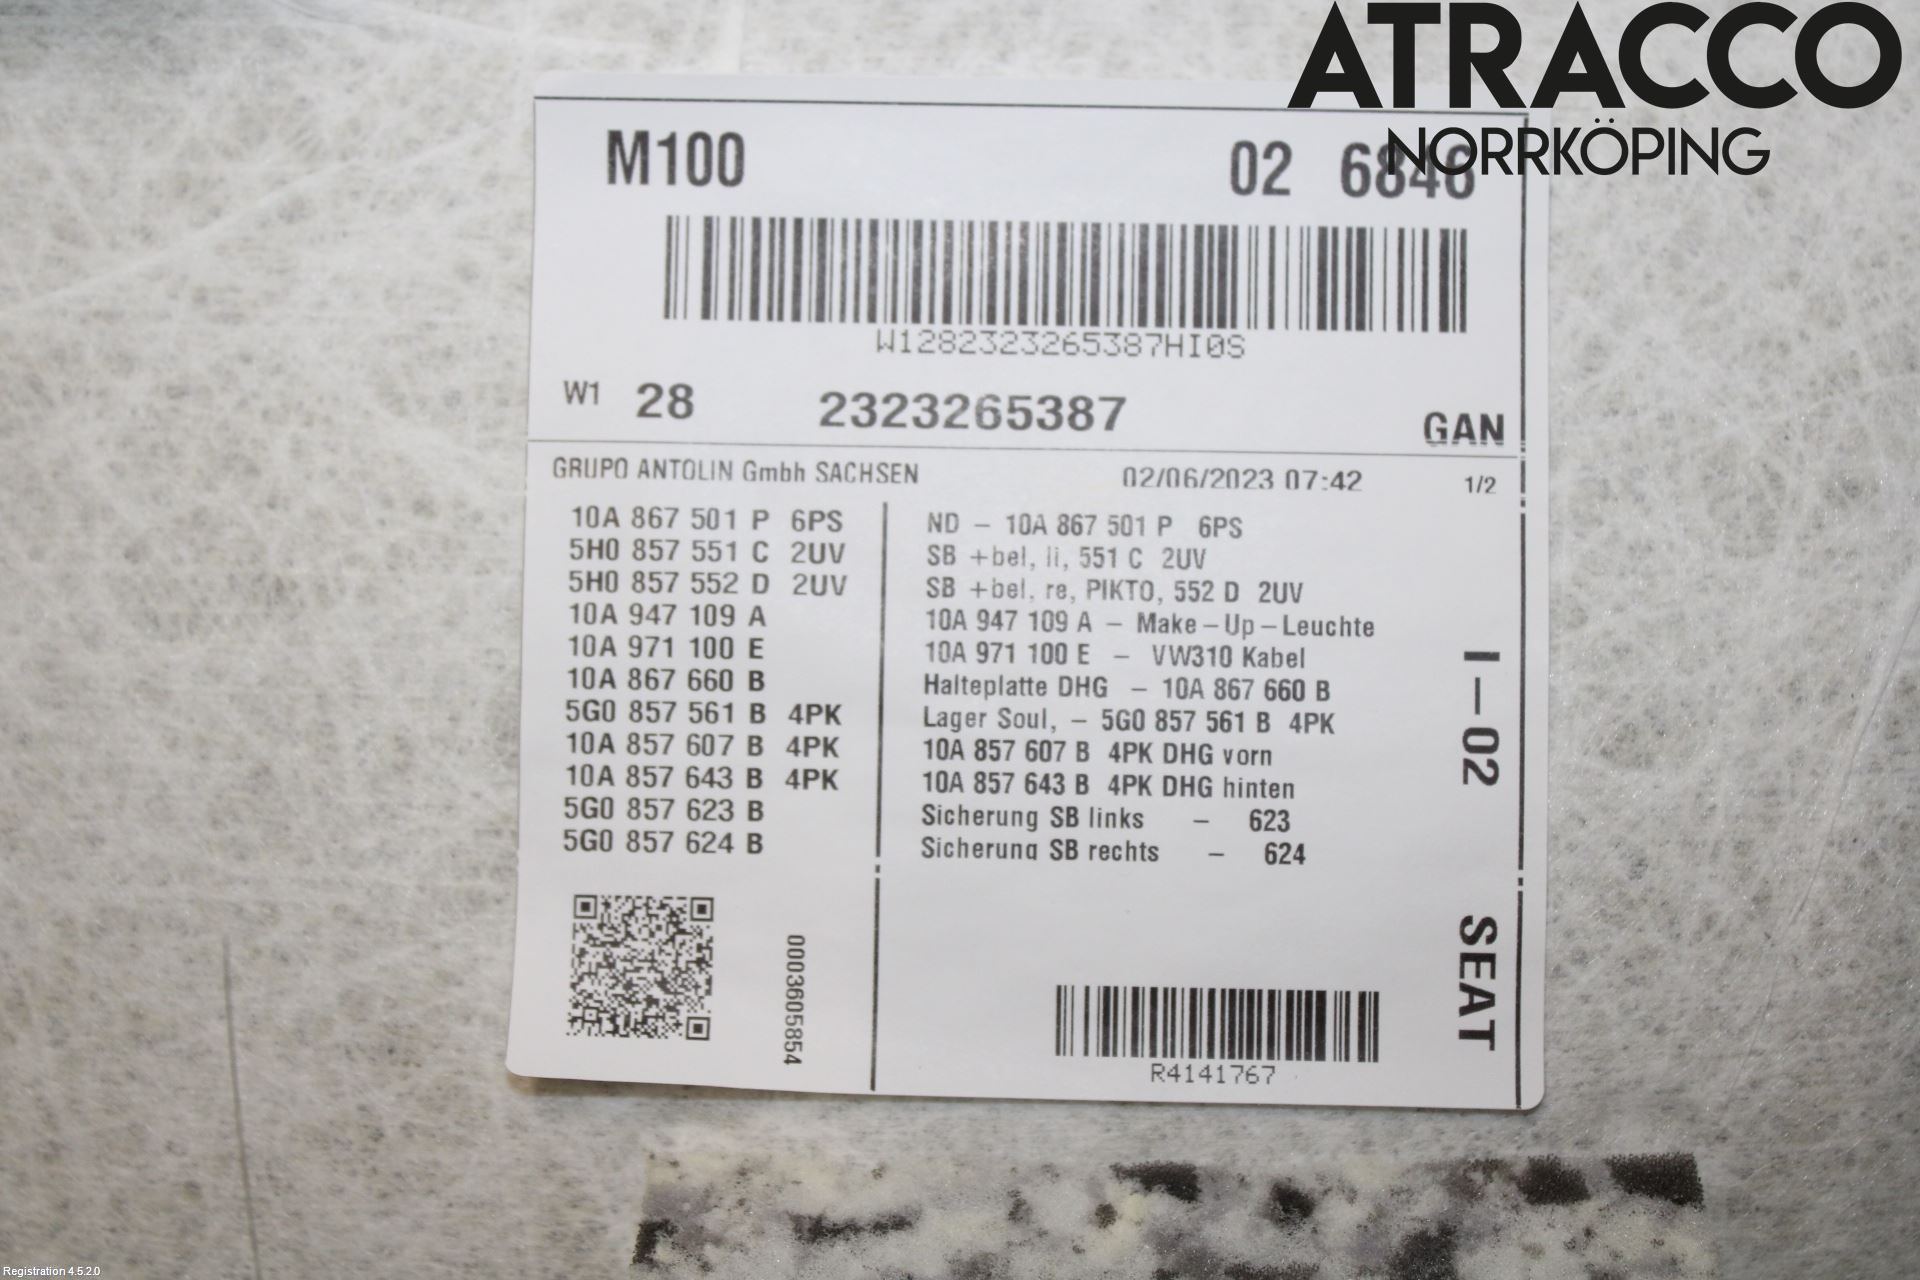 ATRACCO
NORRKÖPING
M100 02 6846
W1282323265387HI0S
W1 28 2323265387 GAN
GRUPO ANTOLIN Gmbh SACHSEN 02/06/2023 07:42 1/2
10A 867 501 P 6PS
5H0 857 551 C 2UV
5H0 857 552 D 2UV
10A 947 109 A
10A 971 100 E
10A 867 660 B
5G0 857 561 B 4PK
10A 857 607 B 4PK
10A 857 643 B 4PK
5G0 857 623 B
5G0 857 624 B
ND - 10A 867 501 P 6PS
SB +bel, li, 551 C 2UV
SB +bel, re, PIKTO, 552 D 2UV
10A 947 109 A - Make-Up-Leuchte
10A 971 100 E - VW310 Kabel
Halteplatte DHG - 10A 867 660 B
Lager Soul, - 5G0 857 561 B 4PK
10A 857 607 B 4PK DHG vorn
10A 857 643 B 4PK DHG hinten
Sicherung SB links - 623
Sicherung SB rechts - 624
I-02
SEAT
0003605854
R4141767
Registration 4.5.2.0